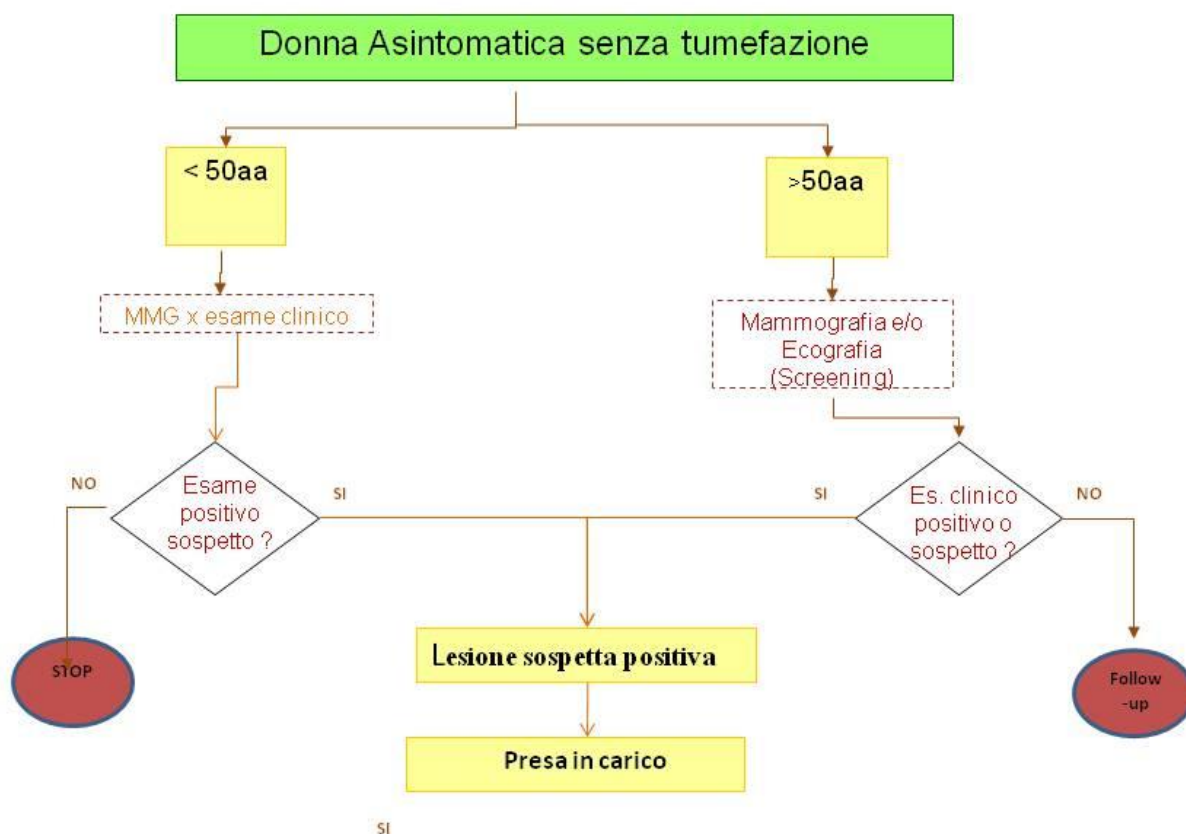 Donna Asintomatica senza tumefazione
< 50aa
>50aa
MMG x esame clinico
Mammografia e/o
Ecografia
(Screening)
NO
Esame
positivo
sospetto ?
SI
SI
Es. clinico
positivo o
sospetto ?
NO
STOP
Lesione sospetta positiva
Follow
-up
Presa in carico
SI